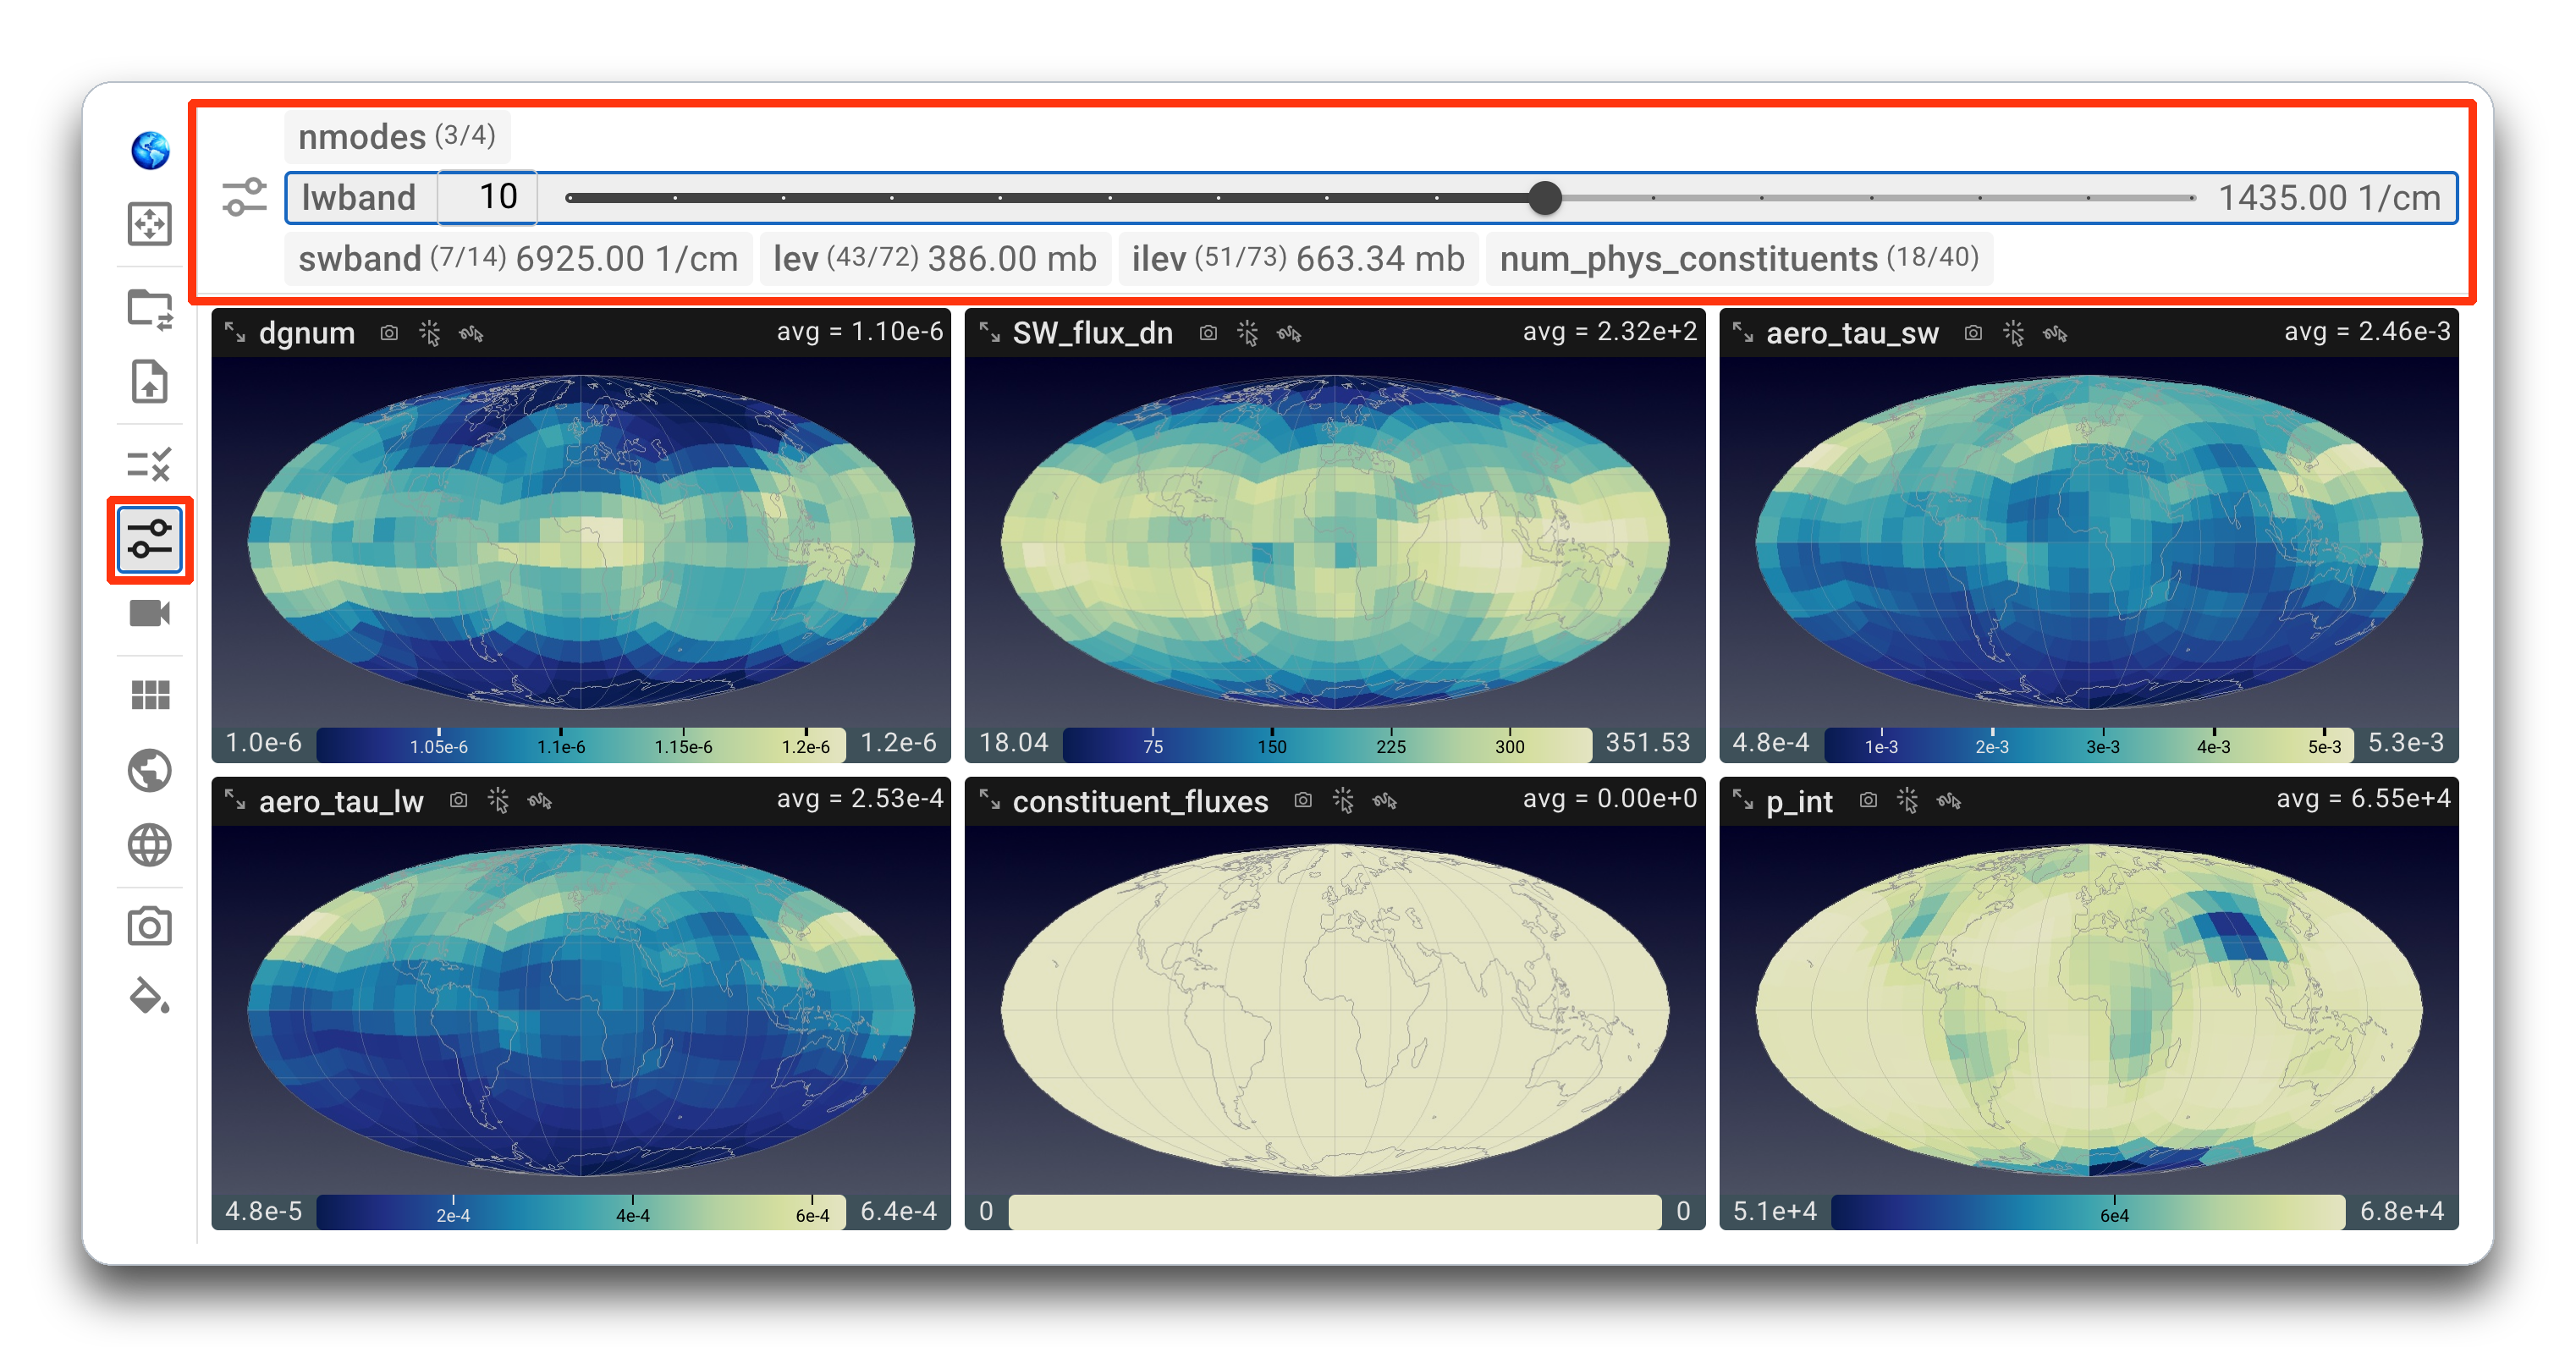 nmodes (3/4)
lwband 10 1435.00 1/cm
swband (7/14) 6925.00 1/cm lev (43/72) 386.00 mb ilev (51/73) 663.34 mb num_phys_constituents (18/40)
dgnum avg = 1.10e-6
1.0e-6 1.05e-6 1.1e-6 1.15e-6 1.2e-6 1.2e-6
SW_flux_dn avg = 2.32e+2
18.04 75 150 225 300 351.53
aero_tau_sw avg = 2.46e-3
4.8e-4 1e-3 2e-3 3e-3 4e-3 5e-3 5.3e-3
aero_tau_lw avg = 2.53e-4
4.8e-5 2e-4 4e-4 6e-4 6.4e-4
constituent_fluxes avg = 0.00e+0
0 0
p_int avg = 6.55e+4
5.1e+4 6e4 6.8e+4